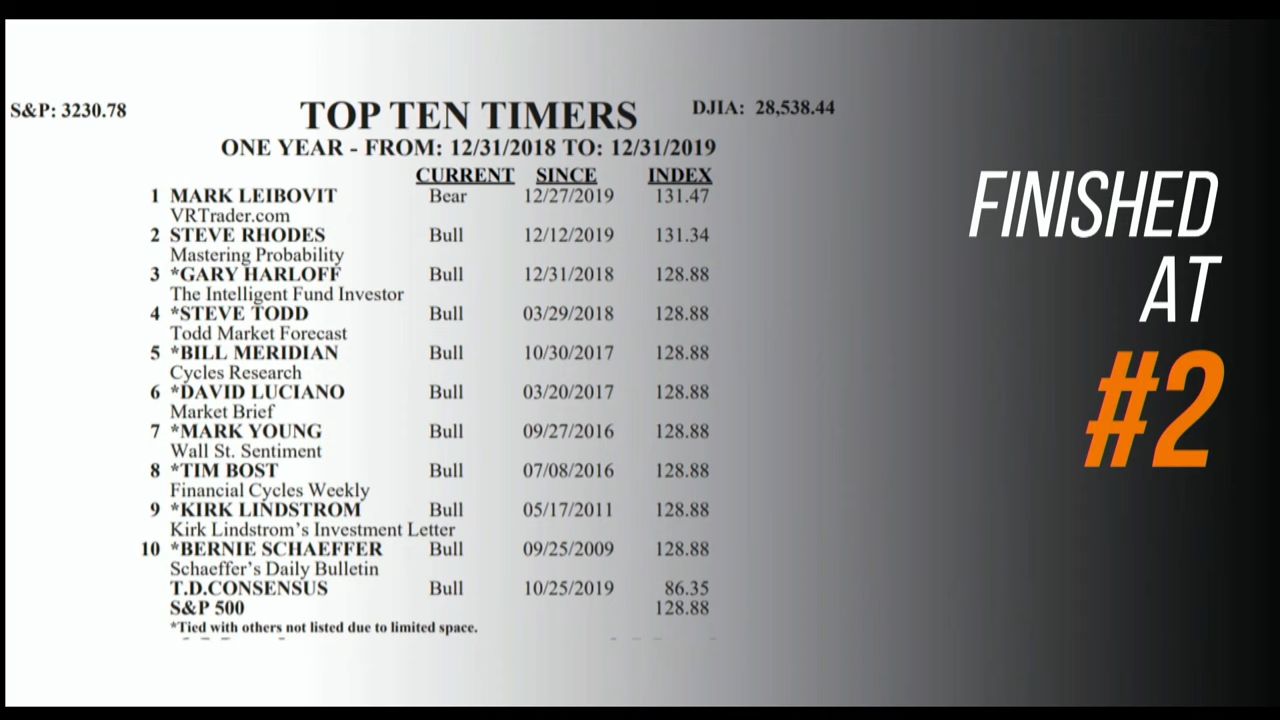 S&P: 3230.78
TOP TEN TIMERS
DJIA: 28,538.44
ONE YEAR - FROM: 12/31/2018 TO: 12/31/2019
CURRENT SINCE INDEX
1 MARK LEIBOVIT Bear 12/27/2019 131.47
VRTrader.com
2 STEVE RHODES Bull 12/12/2019 131.34
Mastering Probability
3 *GARY HARLOFF Bull 12/31/2018 128.88
The Intelligent Fund Investor
4 *STEVE TODD Bull 03/29/2018 128.88
Todd Market Forecast
5 *BILL MERIDIAN Bull 10/30/2017 128.88
Cycles Research
6 *DAVID LUCIANO Bull 03/20/2017 128.88
Market Brief
7 *MARK YOUNG Bull 09/27/2016 128.88
Wall St. Sentiment
8 *TIM BOST Bull 07/08/2016 128.88
Financial Cycles Weekly
9 *KIRK LINDSTROM Bull 05/17/2011 128.88
Kirk Lindstrom's Investment Letter
10 *BERNIE SCHAEFFER Bull 09/25/2009 128.88
Schaeffer's Daily Bulletin
T.D.CONSENSUS Bull 10/25/2019 86.35
S&P 500 128.88
*Tied with others not listed due to limited space.
FINISHED
AT
#2